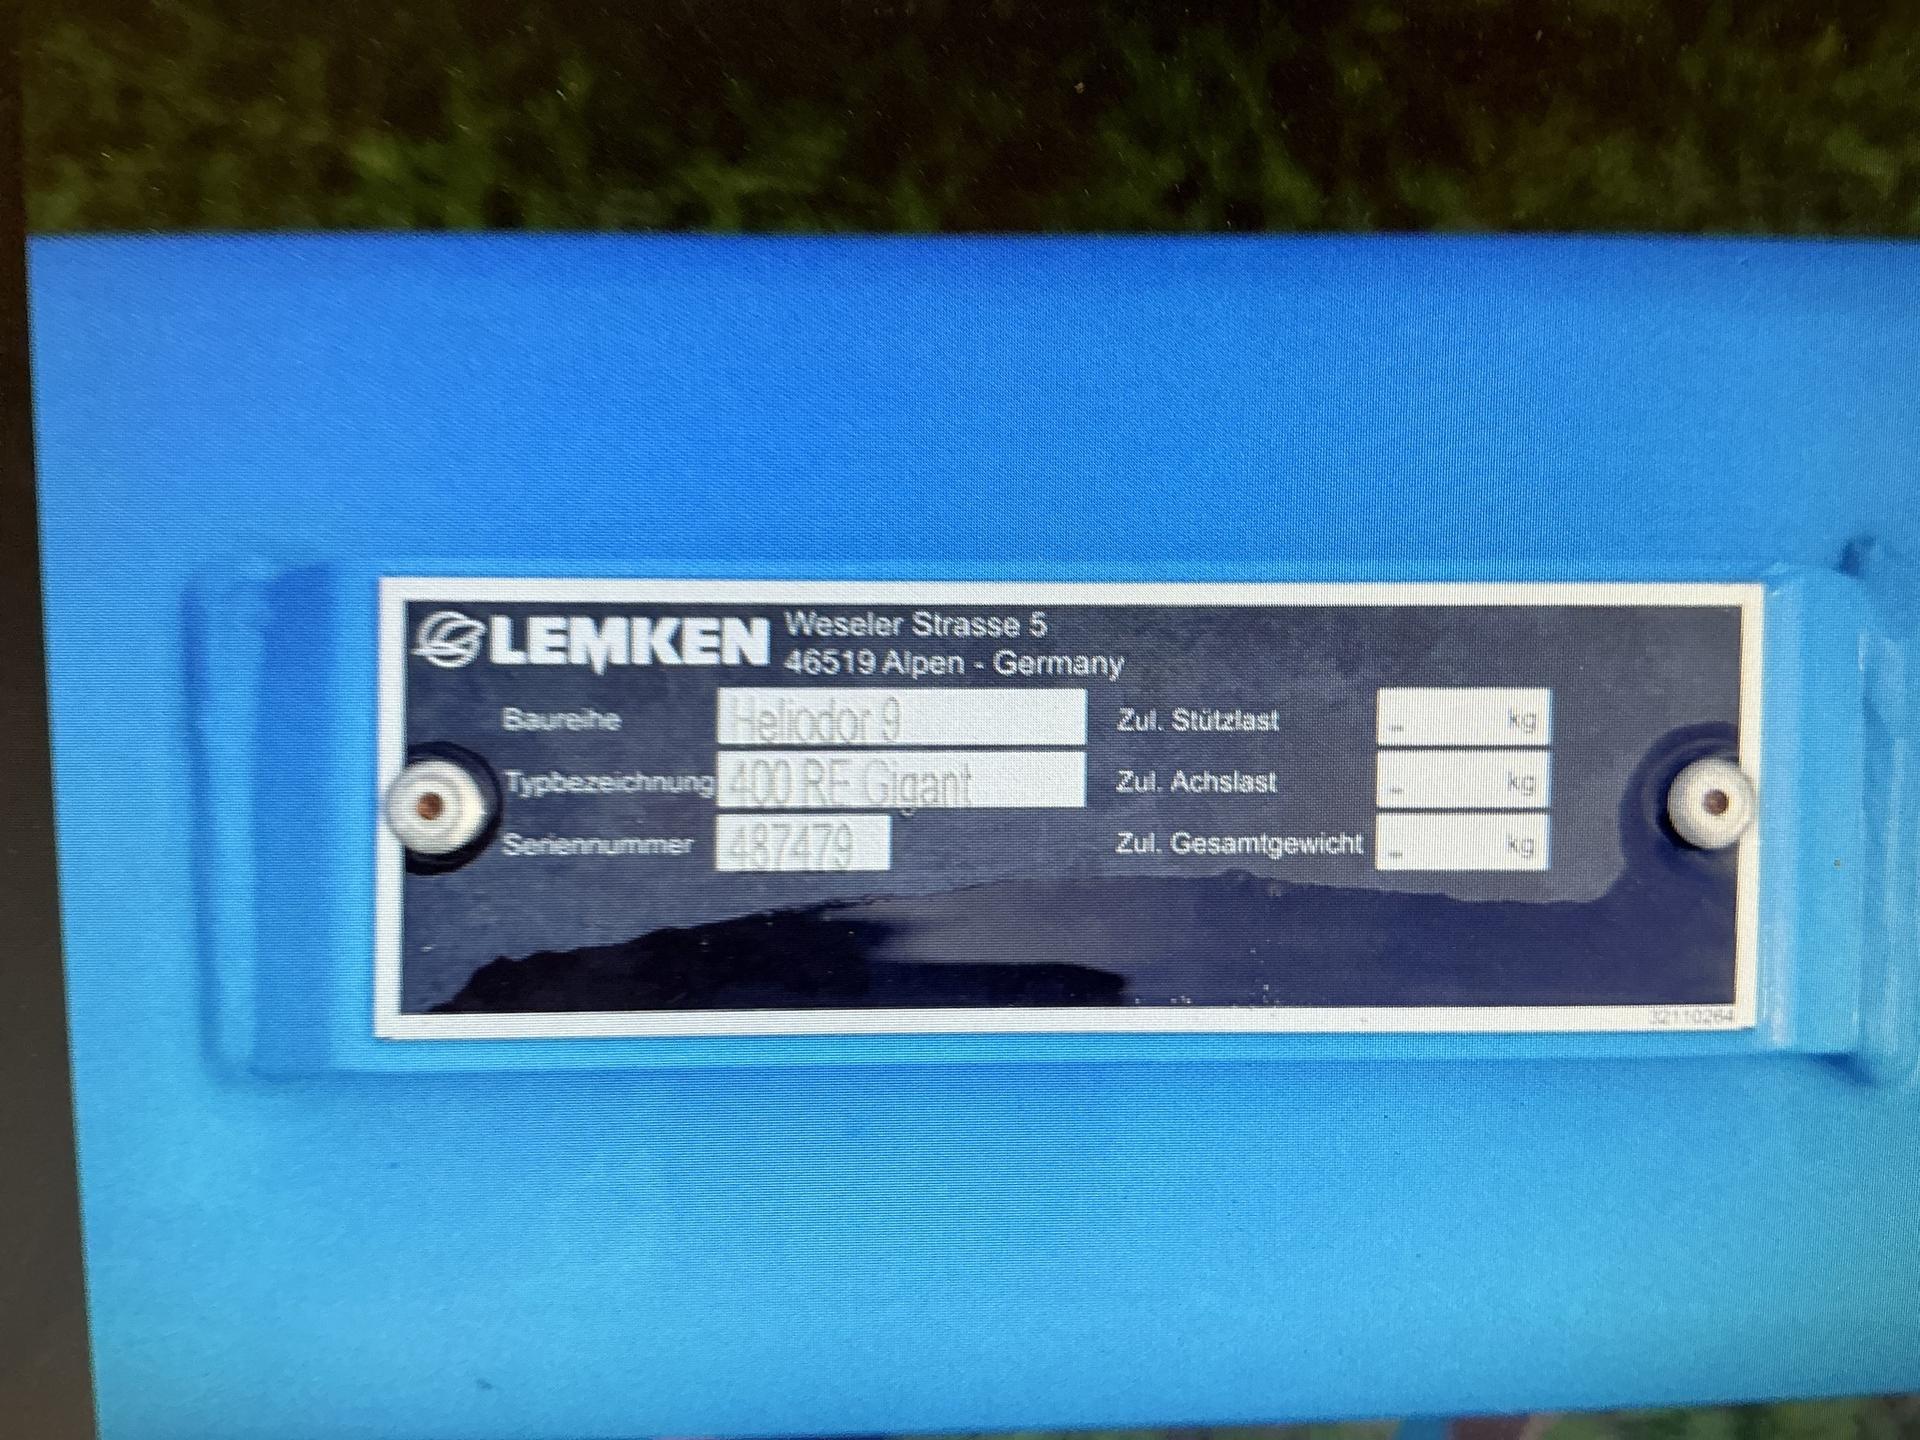 LEMKEN Weseler Strasse 5
46519 Alpen - Germany
Baureihe Heliodor 9 Zul. Stützlast - kg
Typbezeichnung 400 RF Gigant Zul. Achslast - kg
Seriennummer 487479 Zul. Gesamtgewicht - kg
32110264